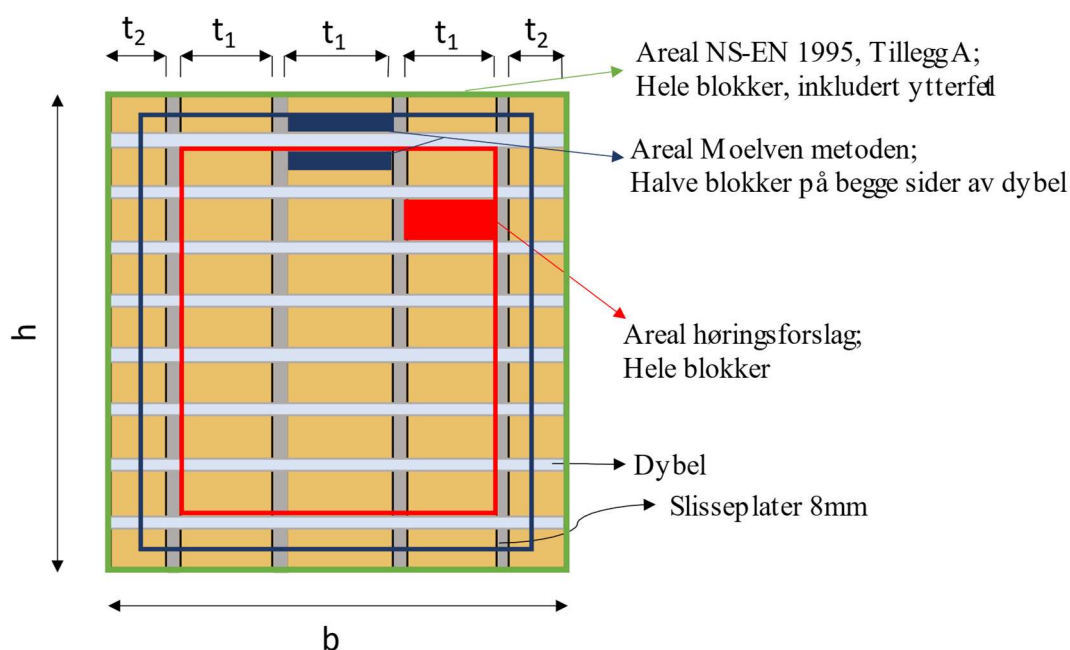 t₂ t₁ t₁ t₁ t₂
Areal NS-EN 1995, Tillegg A;
Hele blokker, inkludert ytterfelt
Areal Moelven metoden;
Halve blokker på begge sider av dybel
h
Areal høringsforslag;
Hele blokker
Dybel
Slisseplater 8mm
b